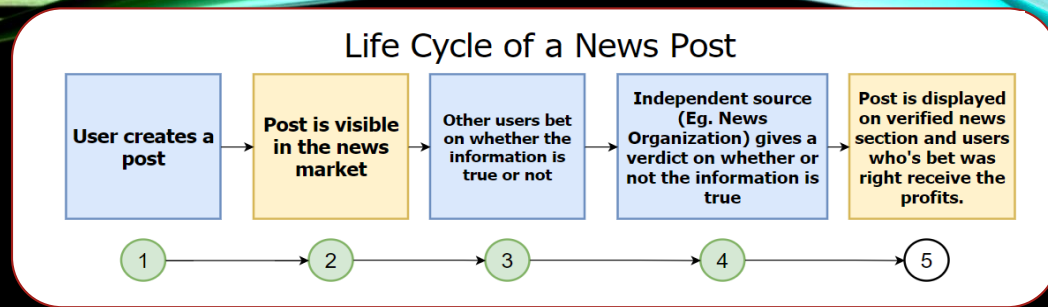 Life Cycle of a News Post
User creates a
post
Post is visible
in the news
market
Other users bet
on whether the
information is
true or not
Independent source
(Eg. News
Organization) gives a
verdict on whether or
not the information is
true
Post is displayed
on verified news
section and users
who's bet was
right receive the
profits.
1
2
3
4
5